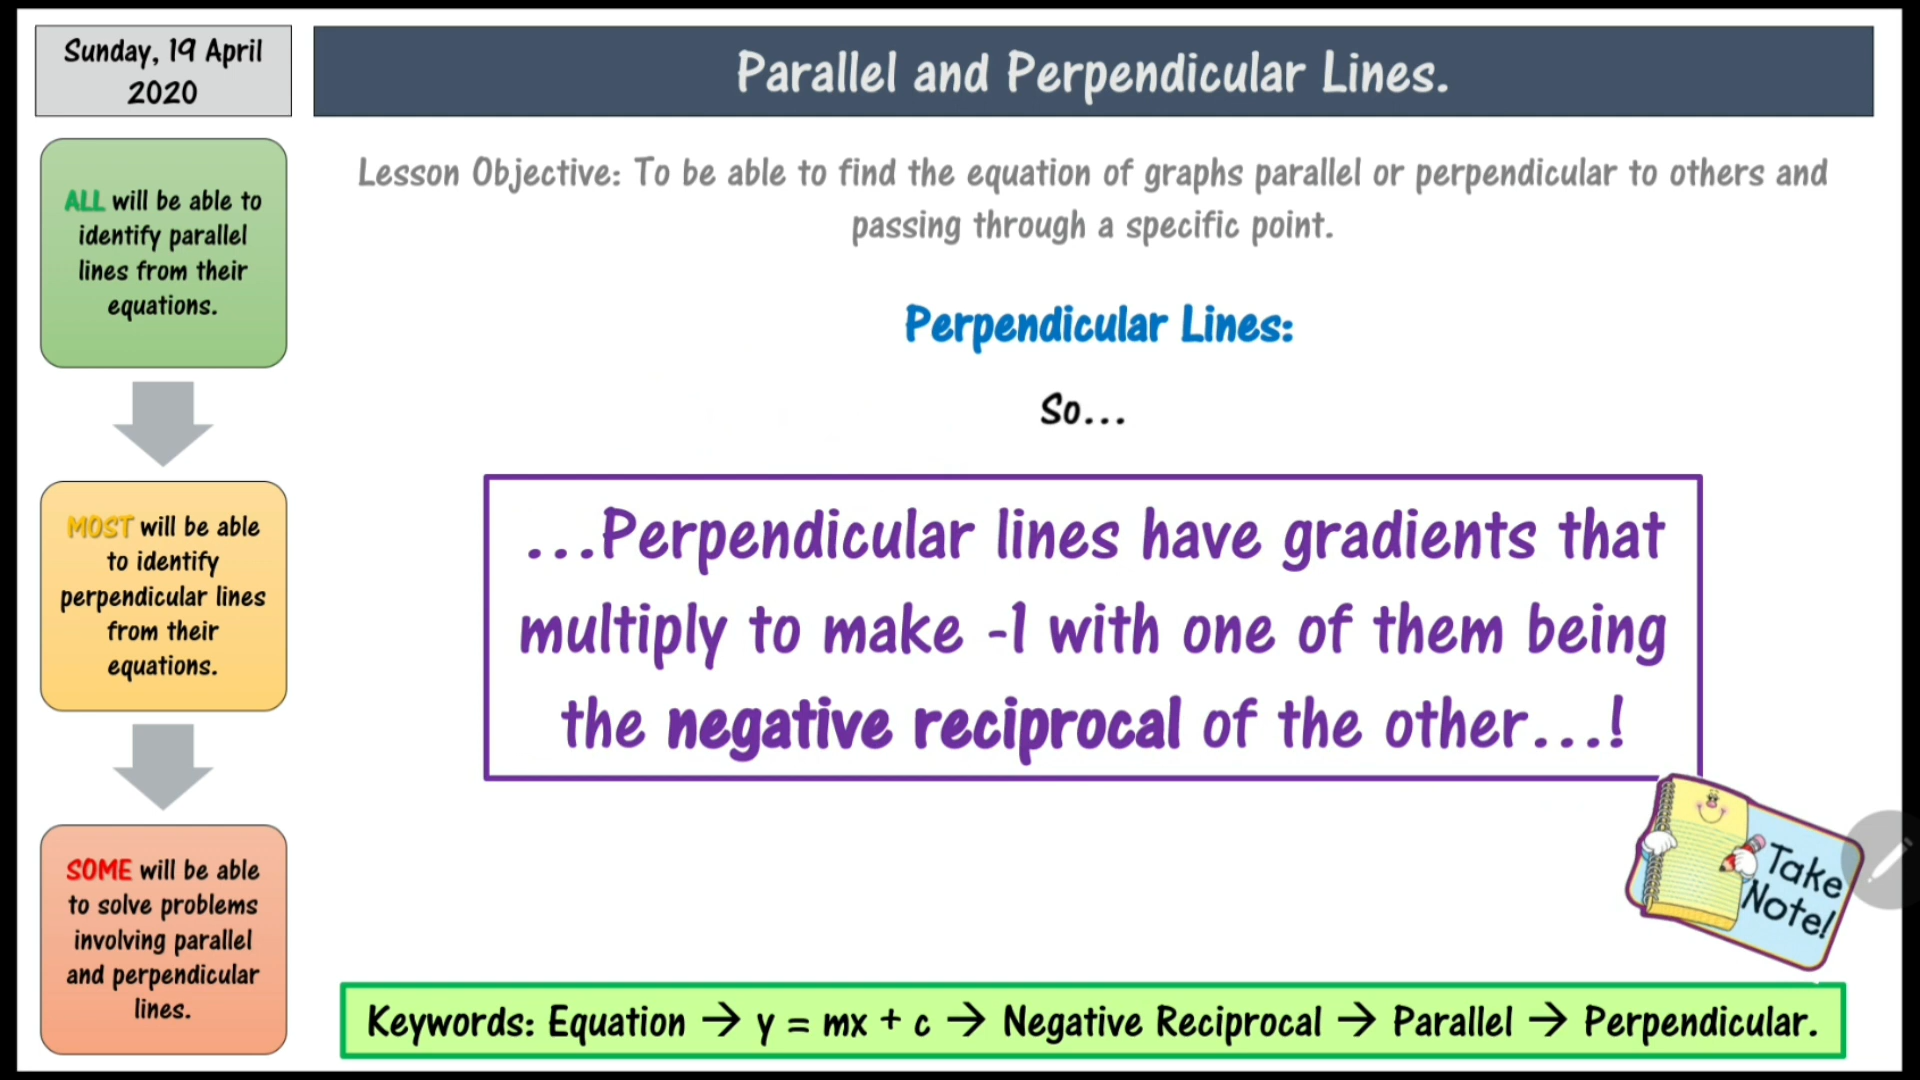 Sunday, 19 April
2020
Parallel and Perpendicular Lines.
Lesson Objective: To be able to find the equation of graphs parallel or perpendicular to others and
passing through a specific point.
ALL will be able to
identify parallel
lines from their
equations.
MOST will be able
to identify
perpendicular lines
from their
equations.
SOME will be able
to solve problems
involving parallel
and perpendicular
lines.
Perpendicular Lines:
So...
...Perpendicular lines have gradients that
multiply to make -1 with one of them being
the negative reciprocal of the other...!
Take
Note!
Keywords: Equation → y = mx + c → Negative Reciprocal → Parallel → Perpendicular.